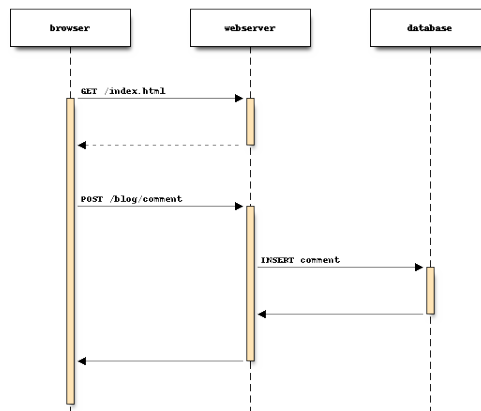 browser
webserver
database
GET /index.html
POST /blog/comment
INSERT comment